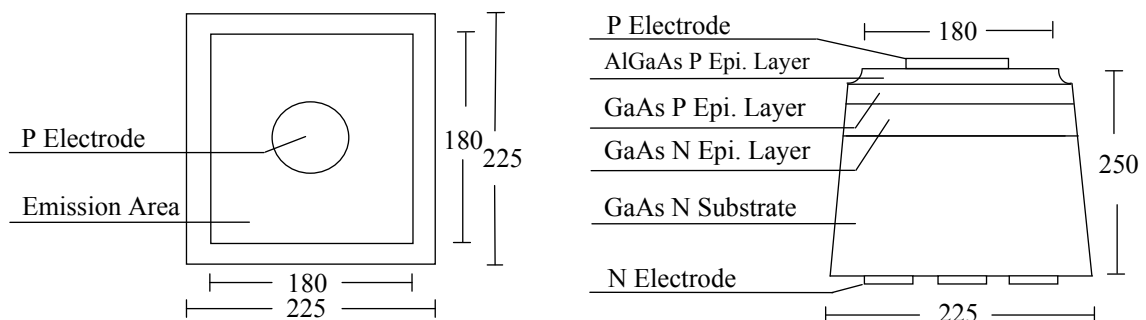 P Electrode
Emission Area
180
225
180
225
P Electrode
AlGaAs P Epi. Layer
GaAs P Epi. Layer
GaAs N Epi. Layer
GaAs N Substrate
N Electrode
180
250
225